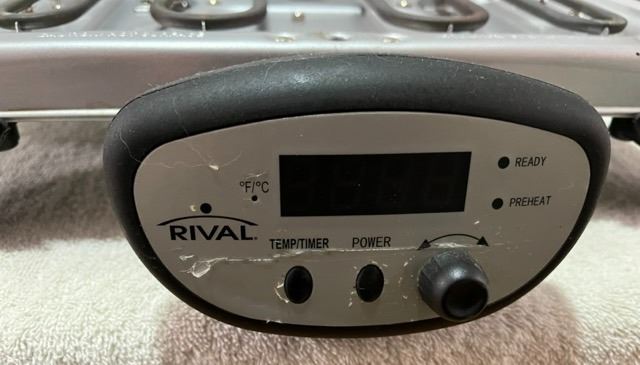 °F/°C
READY
PREHEAT
RIVAL®
TEMP/TIMER
POWER